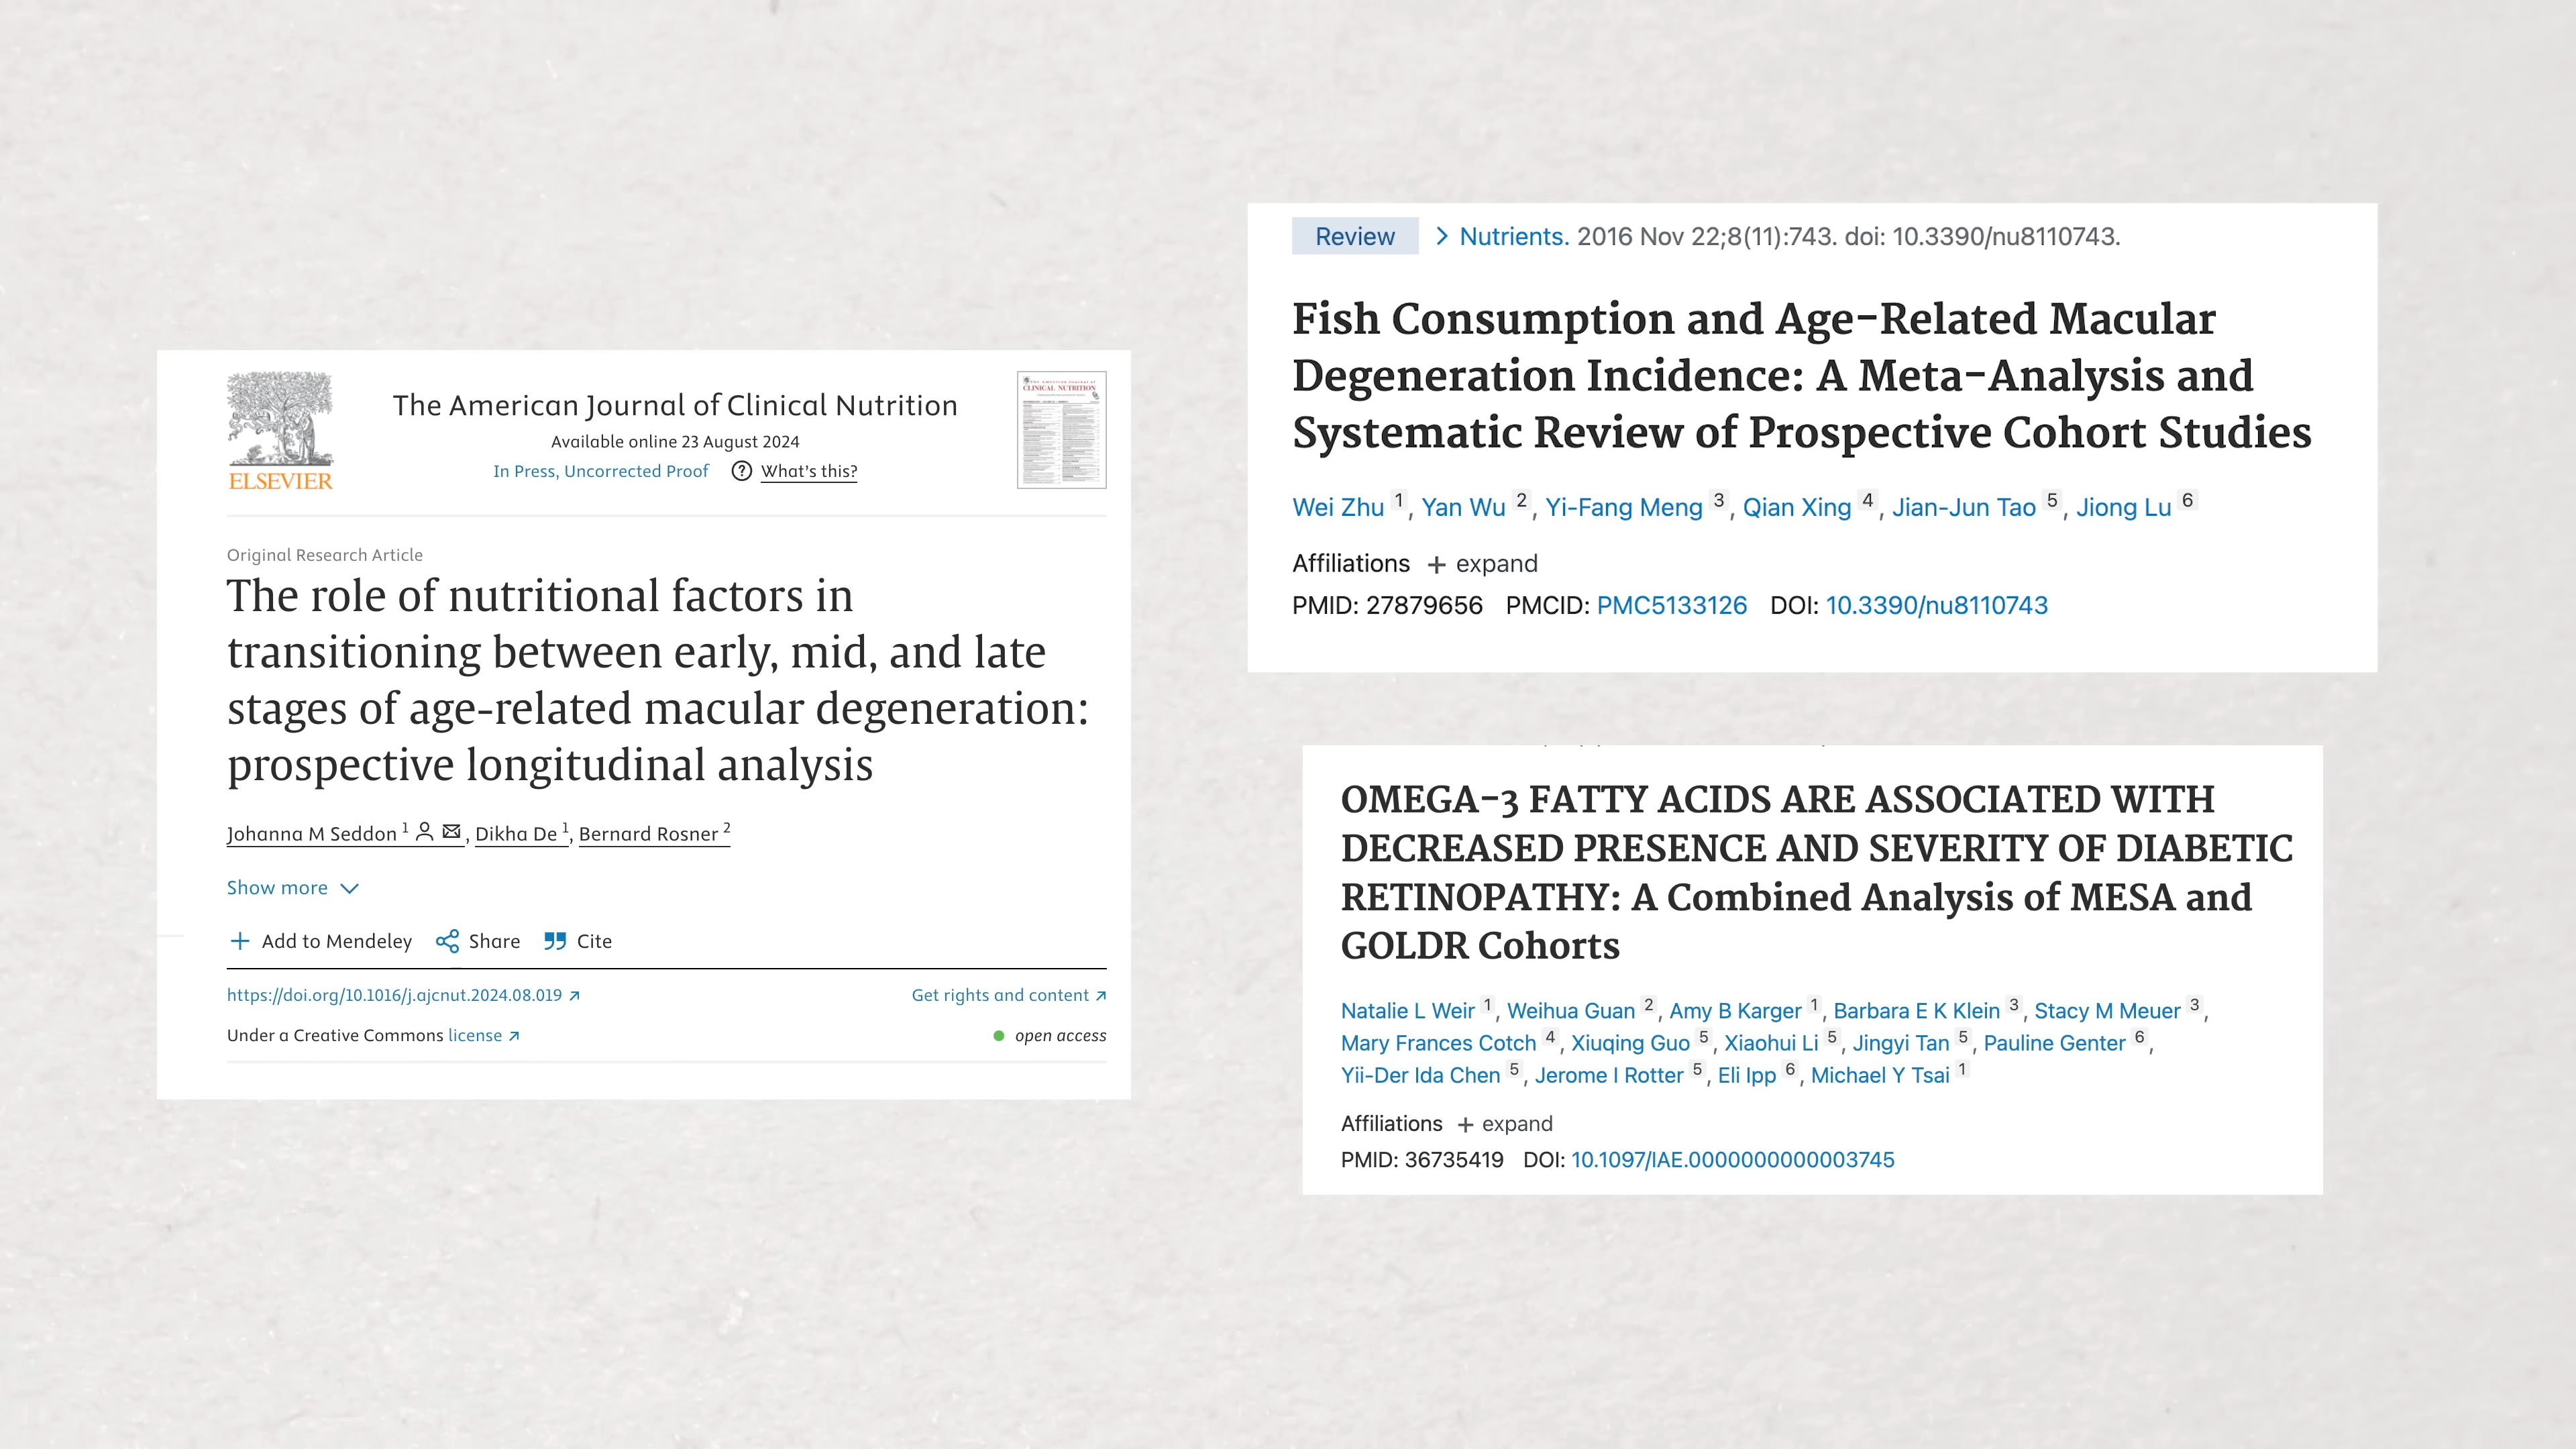 ELSEVIER
The American Journal of Clinical Nutrition
Available online 23 August 2024
In Press, Uncorrected Proof ? What's this?
CLINICAL NUTRITION
Original Research Article
The role of nutritional factors in
transitioning between early, mid, and late
stages of age-related macular degeneration:
prospective longitudinal analysis
Johanna M Seddon 1, Dikha De 1, Bernard Rosner 2
Show more
+ Add to Mendeley Share Cite
https://doi.org/10.1016/j.ajcnut.2024.08.019 Get rights and content
Under a Creative Commons license open access
Review > Nutrients. 2016 Nov 22;8(11):743. doi: 10.3390/nu8110743.
Fish Consumption and Age-Related Macular
Degeneration Incidence: A Meta-Analysis and
Systematic Review of Prospective Cohort Studies
Wei Zhu 1, Yan Wu 2, Yi-Fang Meng 3, Qian Xing 4, Jian-Jun Tao 5, Jiong Lu 6
Affiliations + expand
PMID: 27879656 PMCID: PMC5133126 DOI: 10.3390/nu8110743
OMEGA-3 FATTY ACIDS ARE ASSOCIATED WITH
DECREASED PRESENCE AND SEVERITY OF DIABETIC
RETINOPATHY: A Combined Analysis of MESA and
GOLDR Cohorts
Natalie L Weir 1, Weihua Guan 2, Amy B Karger 1, Barbara E K Klein 3, Stacy M Meuer 3,
Mary Frances Cotch 4, Xiuqing Guo 5, Xiaohui Li 5, Jingyi Tan 5, Pauline Genter 6,
Yii-Der Ida Chen 5, Jerome I Rotter 5, Eli Ipp 6, Michael Y Tsai 1
Affiliations + expand
PMID: 36735419 DOI: 10.1097/IAE.0000000000003745